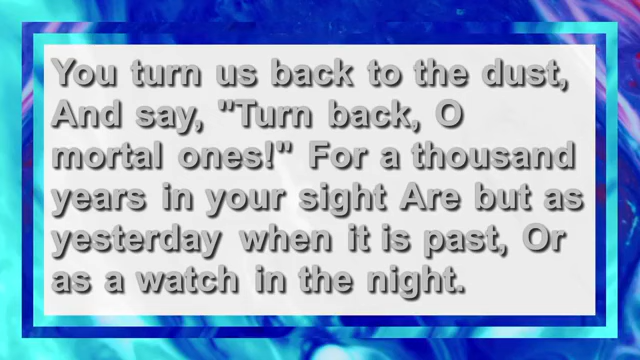 You turn us back to the dust,
And say, "Turn back, O
mortal ones!" For a thousand
years in your sight Are but as
yesterday when it is past, Or
as a watch in the night.